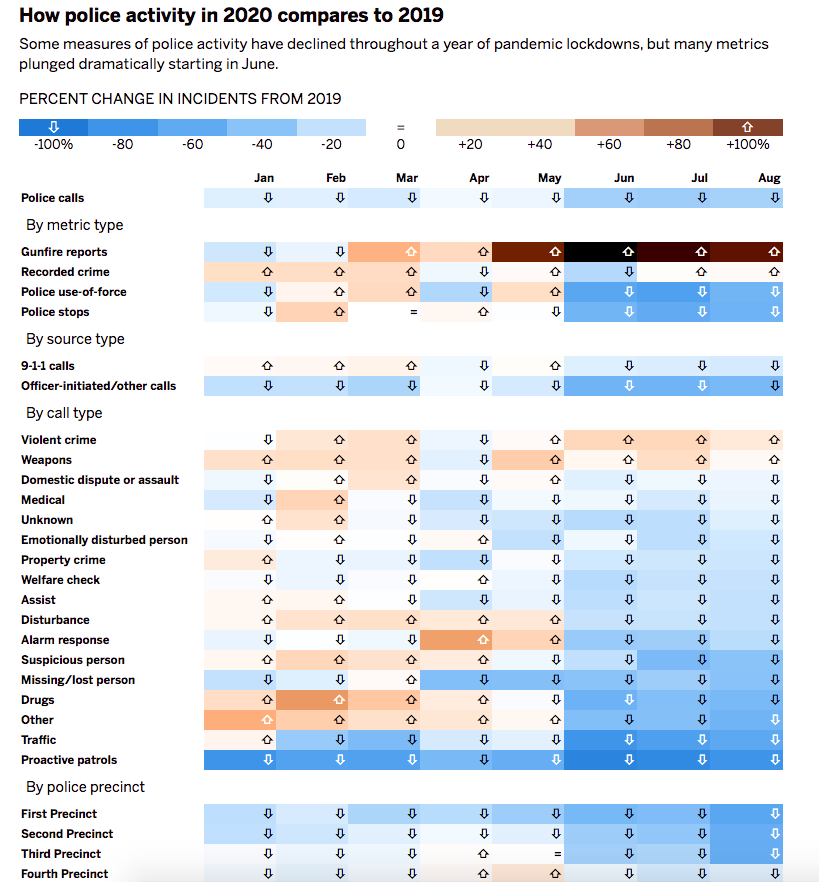 How police activity in 2020 compares to 2019
Some measures of police activity have declined throughout a year of pandemic lockdowns, but many metrics
plunged dramatically starting in June.
PERCENT CHANGE IN INCIDENTS FROM 2019
=
-100% -80 -60 -40 -20 0 +20 +40 +60 +80 +100%
Jan Feb Mar Apr May Jun Jul Aug
Police calls
By metric type
Gunfire reports
Recorded crime
Police use-of-force
Police stops =
By source type
9-1-1 calls
Officer-initiated/other calls
By call type
Violent crime
Weapons
Domestic dispute or assault
Medical
Unknown
Emotionally disturbed person
Property crime
Welfare check
Assist
Disturbance
Alarm response
Suspicious person
Missing/lost person
Drugs
Other
Traffic
Proactive patrols
By police precinct
First Precinct
Second Precinct
Third Precinct =
Fourth Precinct